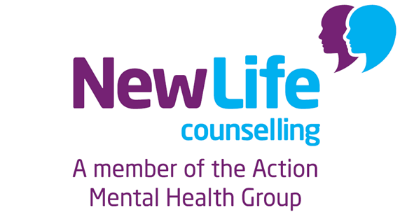 NewLife
counselling
A member of the Action
Mental Health Group